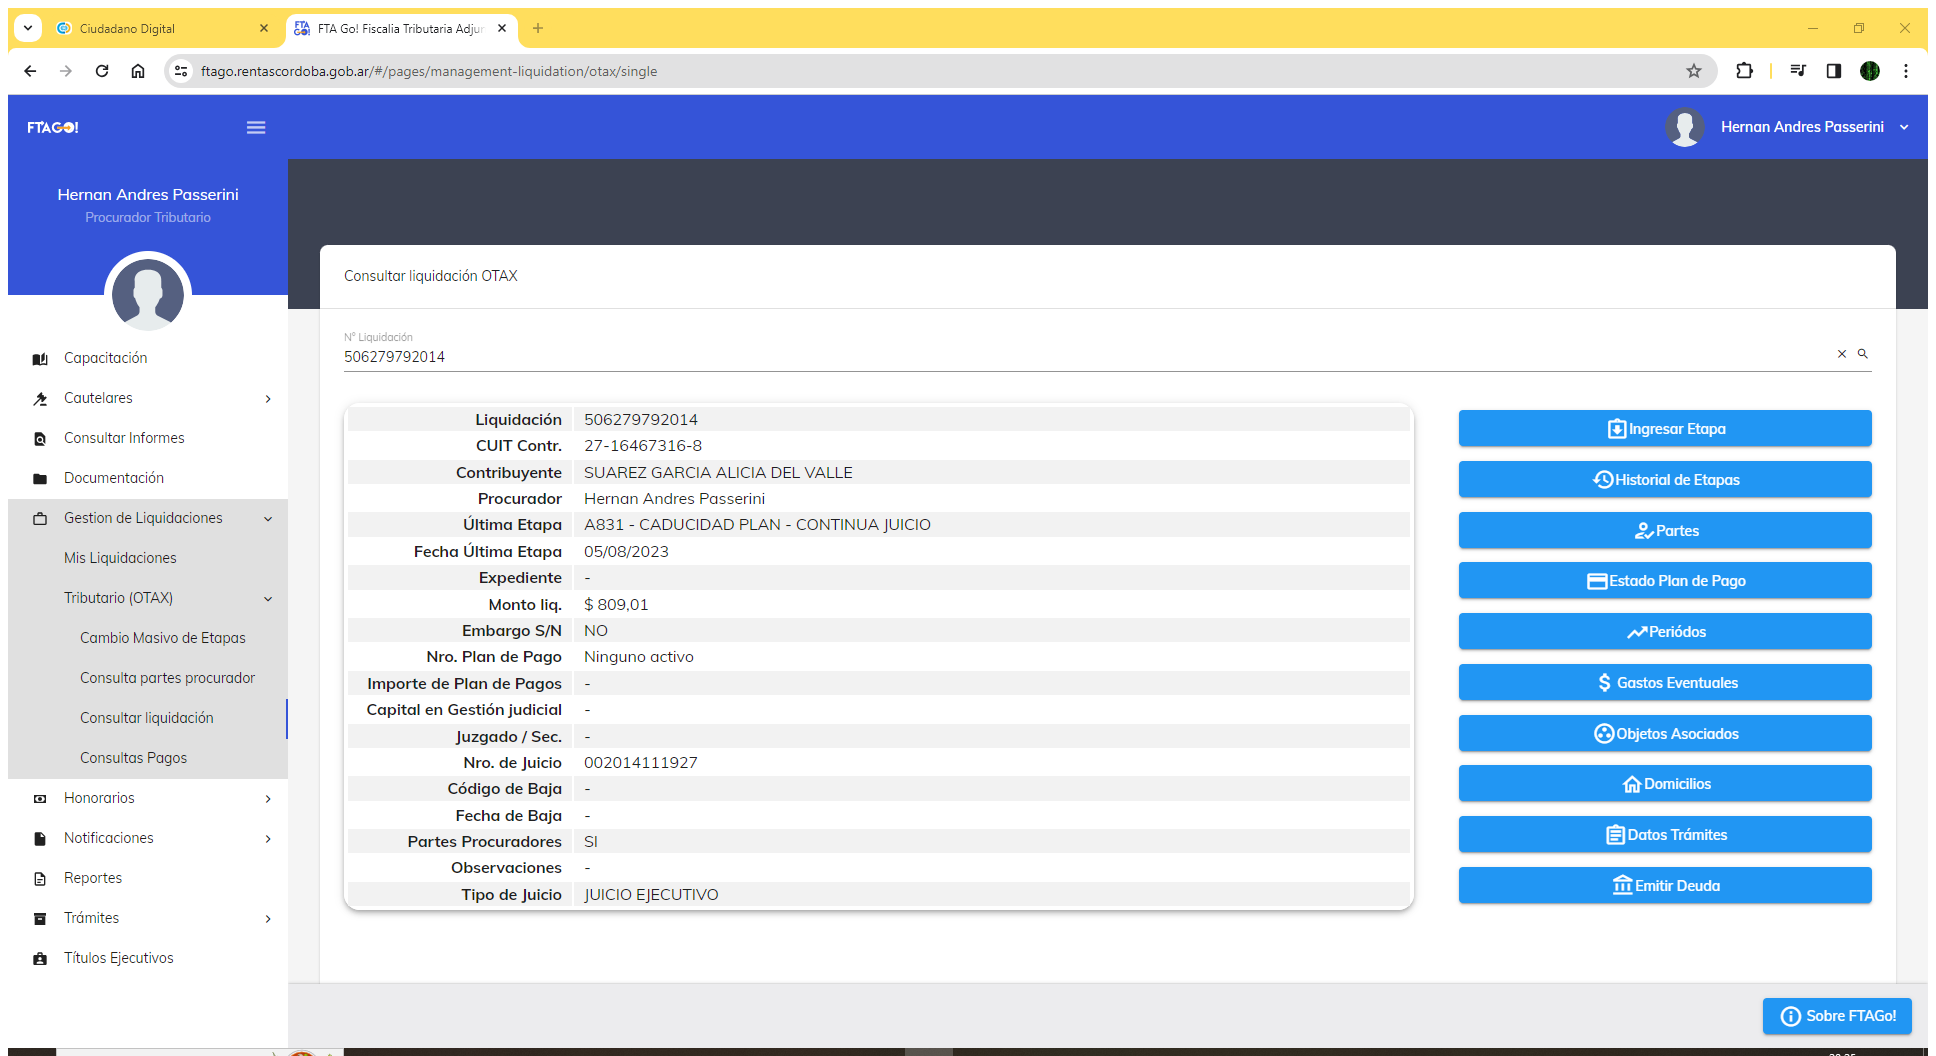 Ciudadano Digital
FTA Go! Fiscalia Tributaria Adjun
ftago.rentascordoba.gob.ar/#/pages/management-liquidation/otax/single
FTAGO!
Hernan Andres Passerini
Hernan Andres Passerini
Procurador Tributario
Capacitación
Cautelares
Consultar Informes
Documentación
Gestion de Liquidaciones
Mis Liquidaciones
Tributario (OTAX)
Cambio Masivo de Etapas
Consulta partes procurador
Consultar liquidación
Consultas Pagos
Honorarios
Notificaciones
Reportes
Trámites
Títulos Ejecutivos
Consultar liquidación OTAX
N° Liquidación
506279792014
Liquidación 506279792014
CUIT Contr. 27-16467316-8
Contribuyente SUAREZ GARCIA ALICIA DEL VALLE
Procurador Hernan Andres Passerini
Última Etapa A831 - CADUCIDAD PLAN - CONTINUA JUICIO
Fecha Última Etapa 05/08/2023
Expediente -
Monto liq. $ 809,01
Embargo S/N NO
Nro. Plan de Pago Ninguno activo
Importe de Plan de Pagos -
Capital en Gestión judicial -
Juzgado / Sec. -
Nro. de Juicio 002014111927
Código de Baja -
Fecha de Baja -
Partes Procuradores SI
Observaciones -
Tipo de Juicio JUICIO EJECUTIVO
Ingresar Etapa
Historial de Etapas
Partes
Estado Plan de Pago
Periódos
Gastos Eventuales
Objetos Asociados
Domicilios
Datos Trámites
Emitir Deuda
Sobre FTAGo!